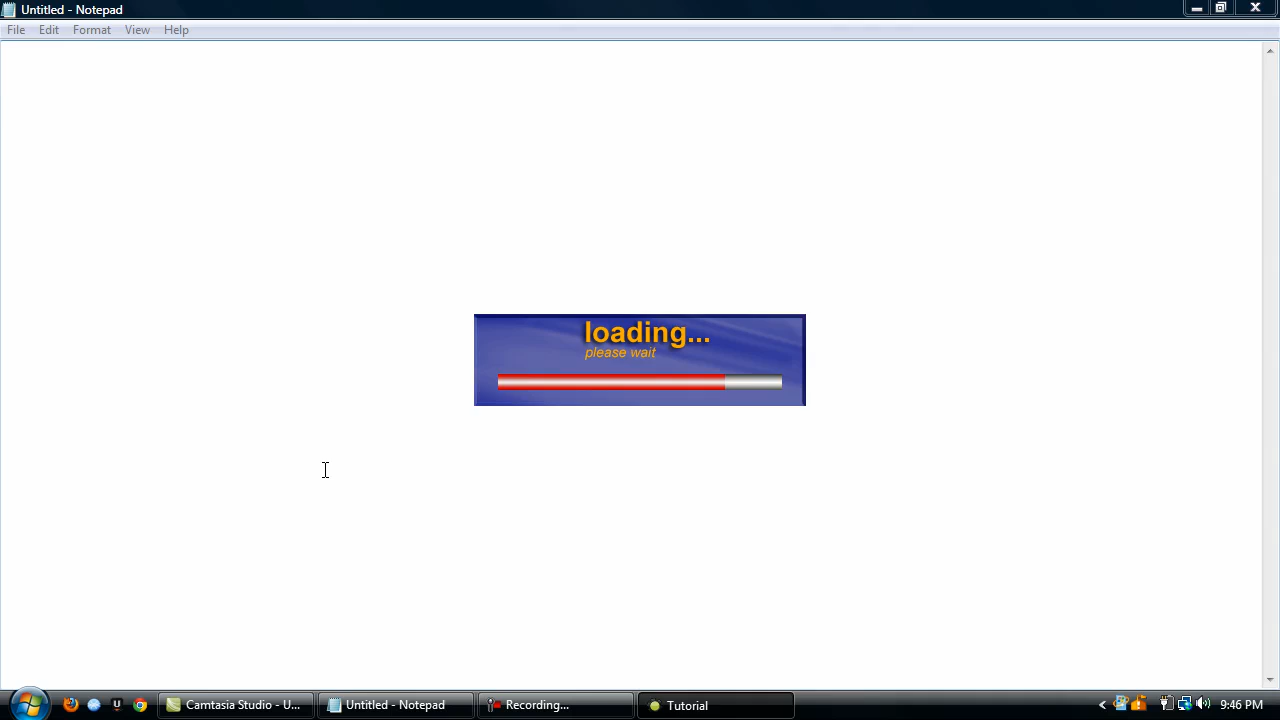 Untitled - Notepad
File Edit Format View Help
loading...
please wait
Camtasia Studio - U... Untitled - Notepad Recording... Tutorial 9:46 PM